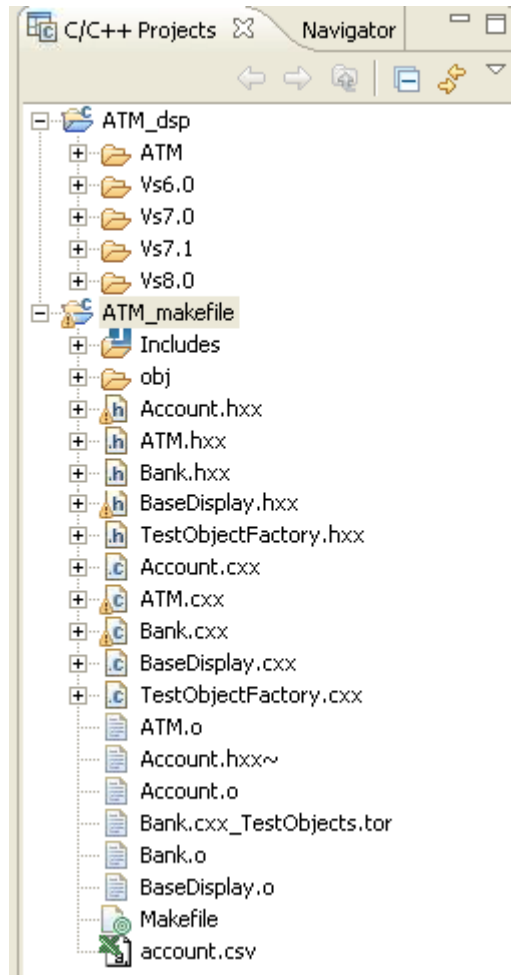 C/C++ Projects Navigator
ATM_dsp
ATM
Vs6.0
Vs7.0
Vs7.1
Vs8.0
ATM_makefile
Includes
obj
Account.hxx
ATM.hxx
Bank.hxx
BaseDisplay.hxx
TestObjectFactory.hxx
Account.cxx
ATM.cxx
Bank.cxx
BaseDisplay.cxx
TestObjectFactory.cxx
ATM.o
Account.hxx~
Account.o
Bank.cxx_TestObjects.tor
Bank.o
BaseDisplay.o
Makefile
account.csv